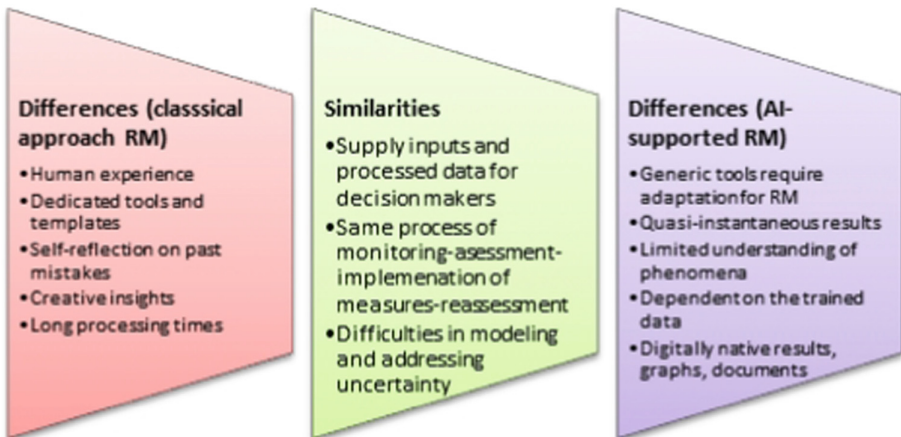 Differences (classsical
approach RM)
•Human experience
•Dedicated tools and
templates
•Self-reflection on past
mistakes
•Creative insights
•Long processing times
Similarities
•Supply inputs and
processed data for
decision makers
•Same process of
monitoring-asessment-
implemenation of
measures-reassessment
•Difficulties in modeling
and addressing
uncertainty
Differences (AI-
supported RM)
•Generic tools require
adaptationfor RM
•Quasi-instantaneous results
•Limited understanding of
phenomena
•Dependent on the trained
data
•Digitally native results,
graphs, documents